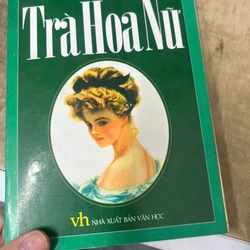 Trà Hoa Nữ
vh NHÀ XUẤT BẢN VĂN HỌC